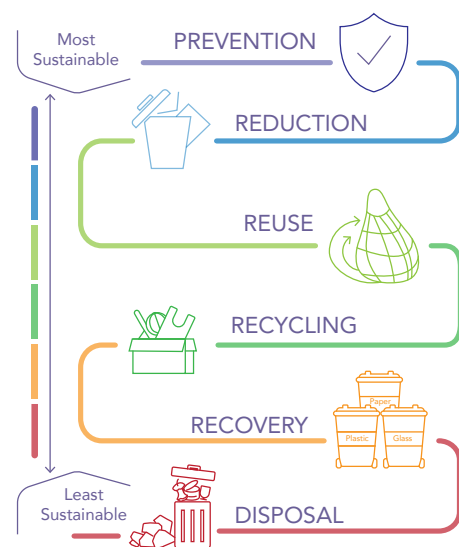 Most
Sustainable
PREVENTION
REDUCTION
REUSE
RECYCLING
Paper
Plastic
Glass
RECOVERY
Least
Sustainable
DISPOSAL